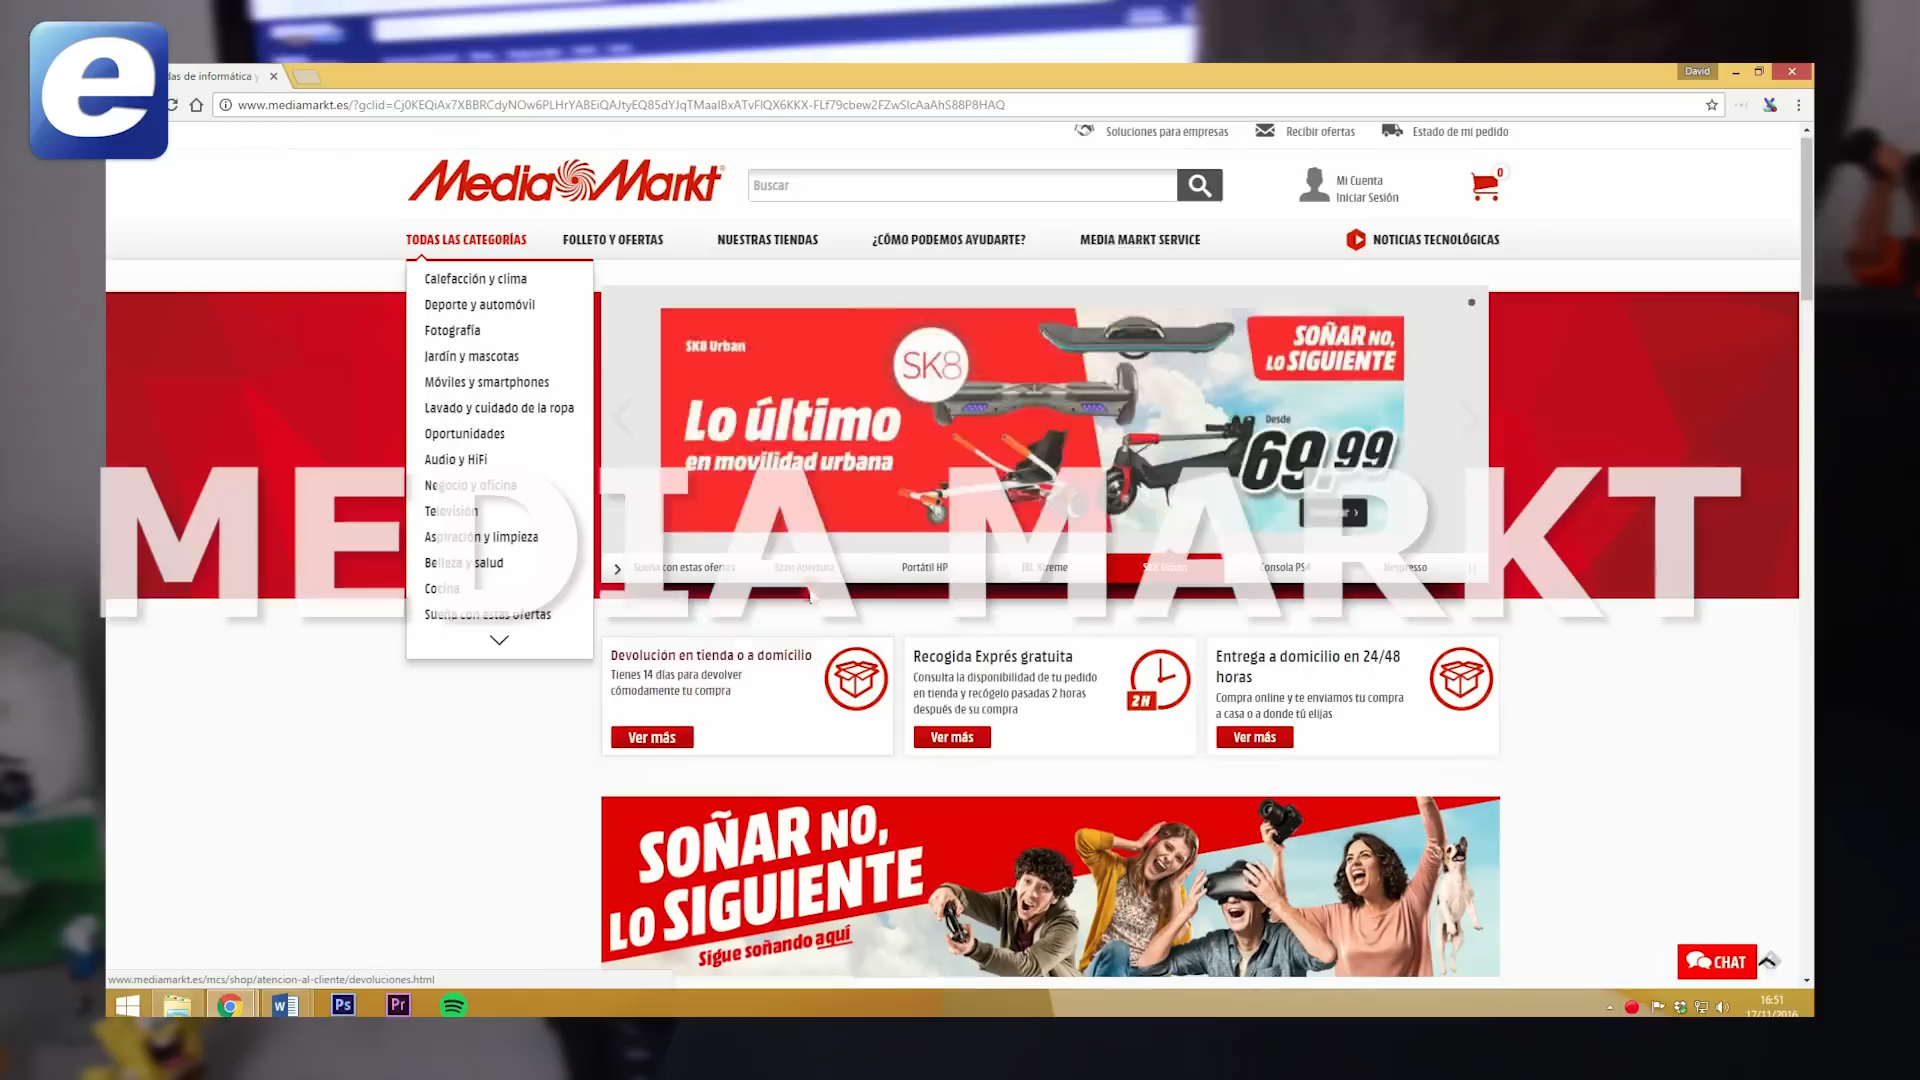 e
das de informática y
David
www.mediamarkt.es/?gclid=Cj0KEQiAx7XBBRCdyNOw6PLHrYABEiQAJtyEQ85dYJqTMaaIBxATvFIQX6KKX-FLf79cbew2FZwSIcAaAhS88P8HAQ
Soluciones para empresas
Recibir ofertas
Estado de mi pedido
MediaMarkt
Buscar
Mi Cuenta
Iniciar Sesión
0
TODAS LAS CATEGORÍAS
FOLLETO Y OFERTAS
NUESTRAS TIENDAS
¿CÓMO PODEMOS AYUDARTE?
MEDIA MARKT SERVICE
NOTICIAS TECNOLÓGICAS
Calefacción y clima
Deporte y automóvil
Fotografía
Jardín y mascotas
Móviles y smartphones
Lavado y cuidado de la ropa
Oportunidades
Audio y HiFi
Negocio y oficina
Televisión
Aspiración y limpieza
Belleza y salud
Cocina
Sueña con estas ofertas
SK8 Urban
SK8
SOÑAR NO,
LO SIGUIENTE
Lo último
en movilidad urbana
Desde
69,99
MEDIA MARKT
Sueña con estas ofertas
Gran Apertura
Portátil HP
JBL Xtreme
SK8 Urban
Consola PS4
Nespresso
Devolución en tienda o a domicilio
Tienes 14 días para devolver
cómodamente tu compra
Ver más
Recogida Exprés gratuita
Consulta la disponibilidad de tu pedido
en tienda y recógelo pasadas 2 horas
después de su compra
2H
Ver más
Entrega a domicilio en 24/48
horas
Compra online y te enviamos tu compra
a casa o a donde tú elijas
Ver más
SOÑAR NO,
LO SIGUIENTE
Sigue soñando aquí
CHAT
www.mediamarkt.es/mcs/shop/atencion-al-cliente/devoluciones.html
Ps
Pr
16:51
17/11/2016